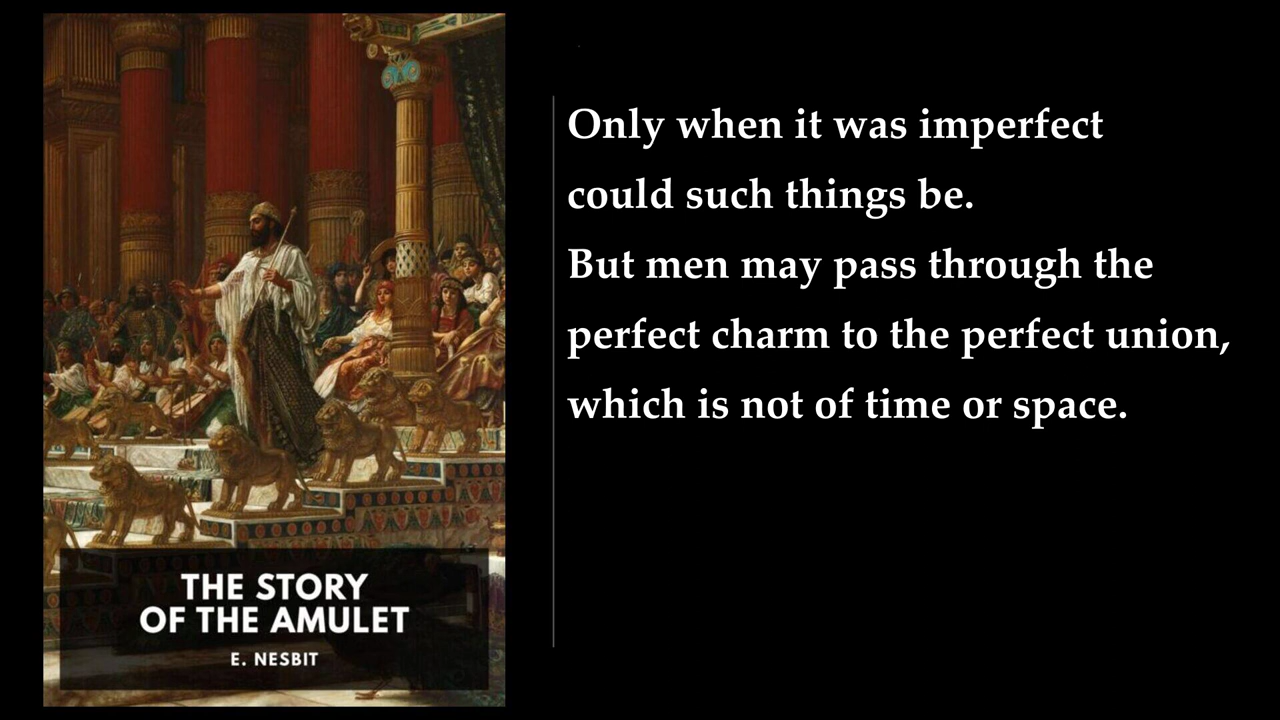 THE STORY
OF THE AMULET
E. NESBIT
Only when it was imperfect
could such things be.
But men may pass through the
perfect charm to the perfect union,
which is not of time or space.